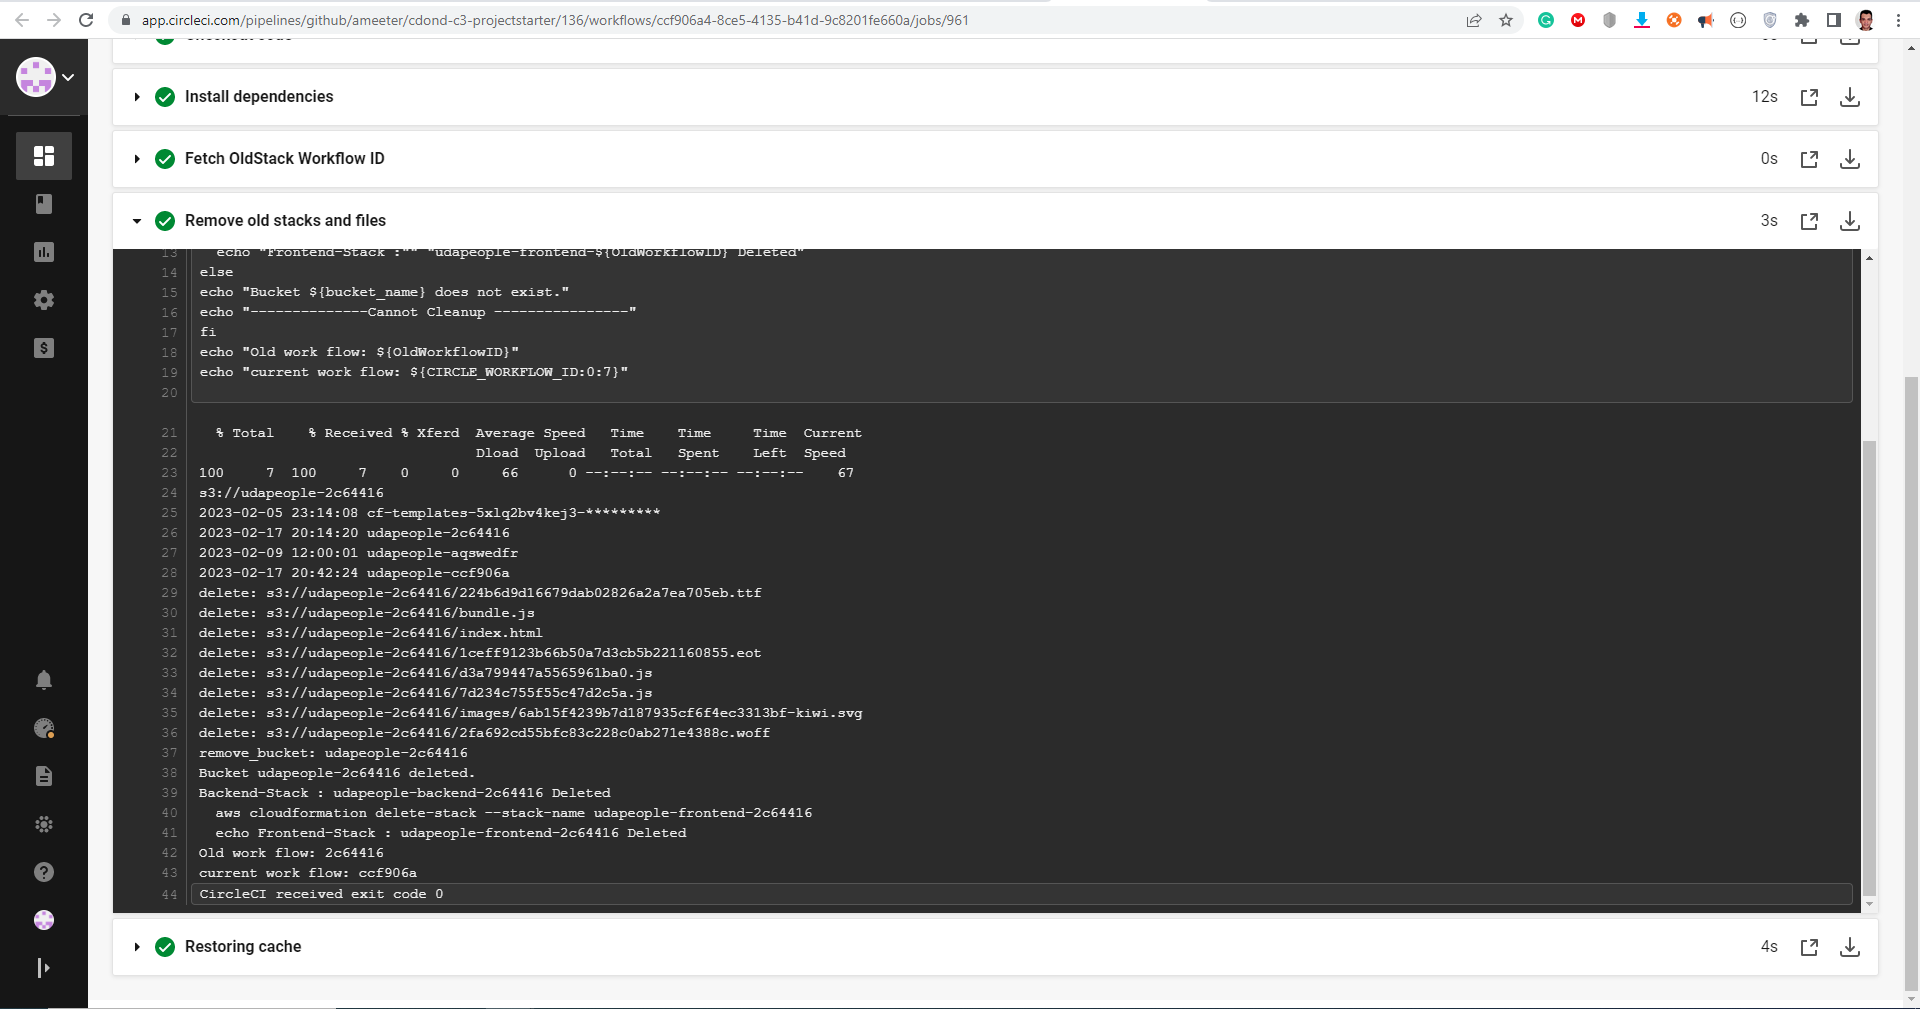 app.circleci.com/pipelines/github/ameeter/cdond-c3-projectstarter/136/workflows/ccf906a4-8ce5-4135-b41d-9c8201fe660a/jobs/961
Install dependencies 12s
Fetch OldStack Workflow ID 0s
Remove old stacks and files 3s
13 echo "Frontend-Stack :"" "udapeople-frontend-${OldWorkflowID} Deleted"
14 else
15 echo "Bucket ${bucket_name} does not exist."
16 echo "--------------Cannot Cleanup ----------------"
17 fi
18 echo "Old work flow: ${OldWorkflowID}"
19 echo "current work flow: ${CIRCLE_WORKFLOW_ID:0:7}"
20
21 % Total % Received % Xferd Average Speed Time Time Time Current
22 Dload Upload Total Spent Left Speed
23 100 7 100 7 0 0 66 0 --:--:-- --:--:-- --:--:-- 67
24 s3://udapeople-2c64416
25 2023-02-05 23:14:08 cf-templates-5xlq2bv4kej3-*********
26 2023-02-17 20:14:20 udapeople-2c64416
27 2023-02-09 12:00:01 udapeople-aqswedfr
28 2023-02-17 20:42:24 udapeople-ccf906a
29 delete: s3://udapeople-2c64416/224b6d9d16679dab02826a2a7ea705eb.ttf
30 delete: s3://udapeople-2c64416/bundle.js
31 delete: s3://udapeople-2c64416/index.html
32 delete: s3://udapeople-2c64416/1ceff9123b66b50a7d3cb5b221160855.eot
33 delete: s3://udapeople-2c64416/d3a799447a5565961ba0.js
34 delete: s3://udapeople-2c64416/7d234c755f55c47d2c5a.js
35 delete: s3://udapeople-2c64416/images/6ab15f4239b7d187935cf6f4ec3313bf-kiwi.svg
36 delete: s3://udapeople-2c64416/2fa692cd55bfc83c228c0ab271e4388c.woff
37 remove_bucket: udapeople-2c64416
38 Bucket udapeople-2c64416 deleted.
39 Backend-Stack : udapeople-backend-2c64416 Deleted
40 aws cloudformation delete-stack --stack-name udapeople-frontend-2c64416
41 echo Frontend-Stack : udapeople-frontend-2c64416 Deleted
42 Old work flow: 2c64416
43 current work flow: ccf906a
44 CircleCI received exit code 0
Restoring cache 4s